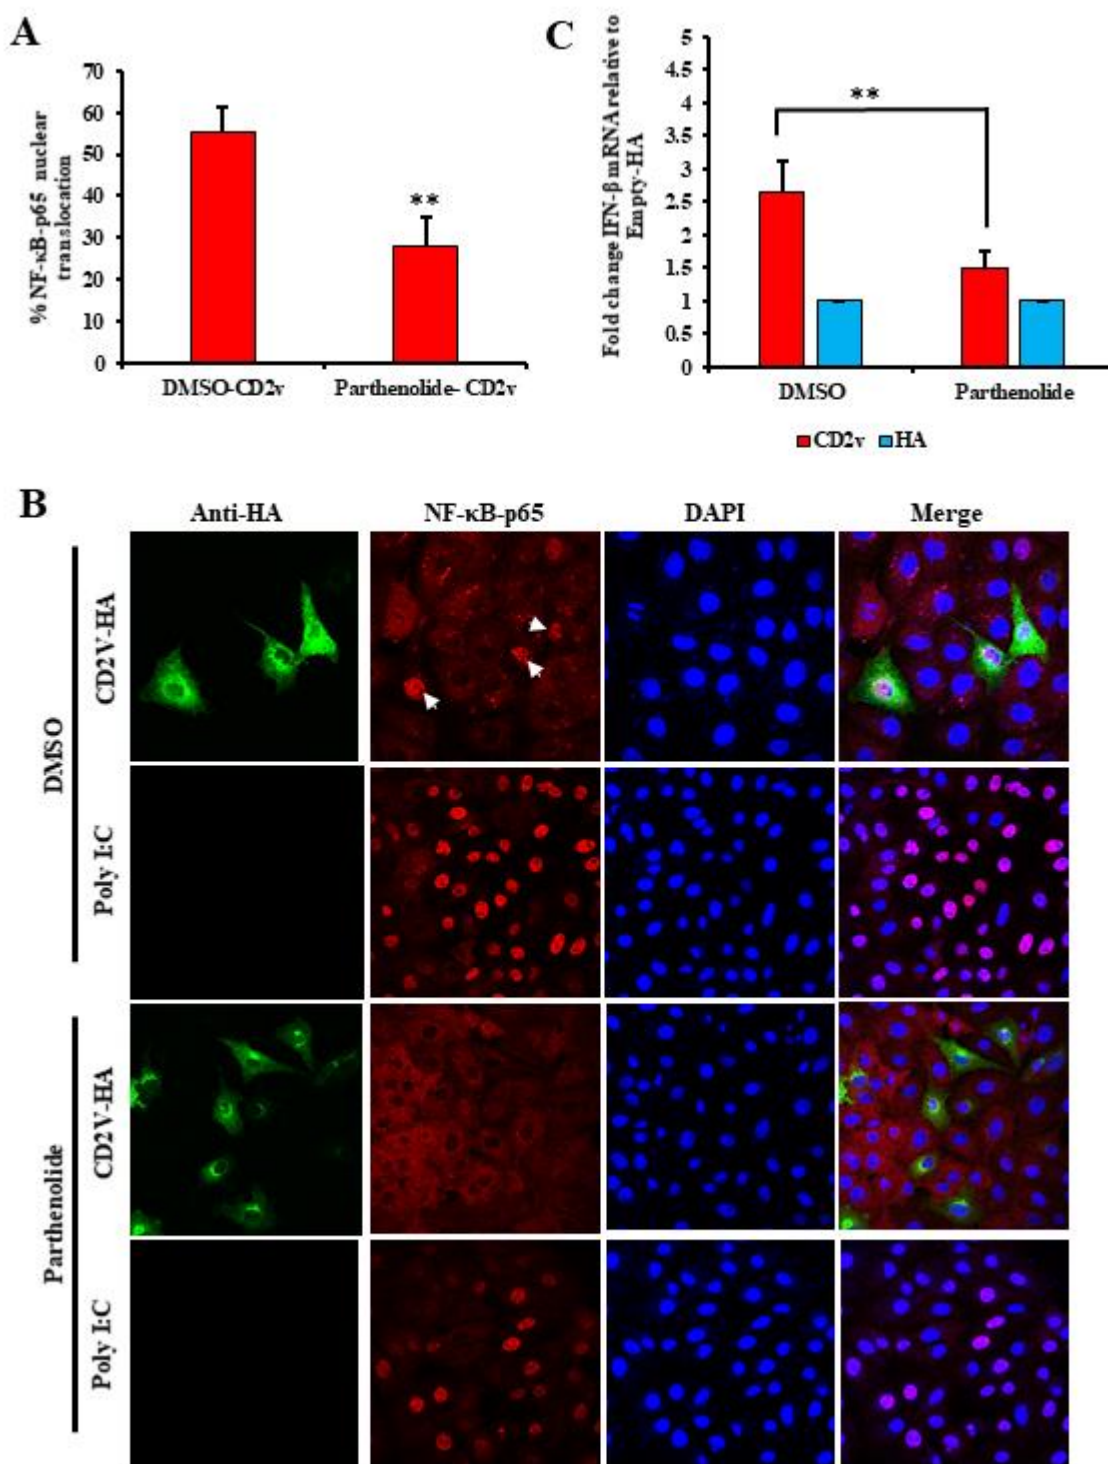 A
70
60
50
40
30
20
10
0
% NF-κB-p65 nuclear
translocation
**
DMSO-CD2v
Parthenolide- CD2v
C
5
4.5
4
3.5
3
2.5
2
1.5
1
0.5
0
Fold change IFN-β mRNA relative to
Empty-HA
**
DMSO
Parthenolide
CD2v HA
B
Anti-HA NF-κB-p65 DAPI Merge
DMSO
CD2V-HA
Poly I:C
Parthenolide
CD2V-HA
Poly I:C